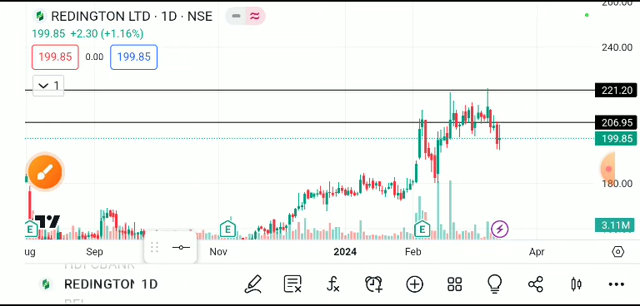 REDINGTON LTD · 1D · NSE
199.85 +2.30 (+1.16%)
199.85 0.00 199.85
1
260.00
240.00
221.20
206.95
199.85
180.00
3.11M
E E E
ug Sep Nov 2024 Feb Apr
HDFCBANK
REDINGTON 1D